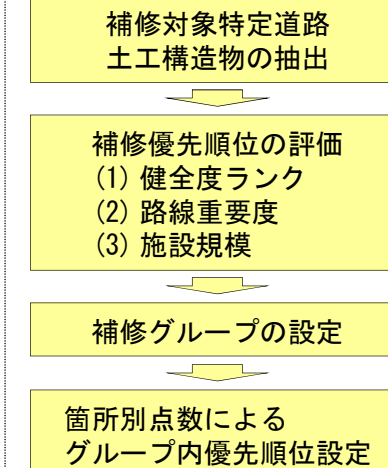 補修対象特定道路
土工構造物の抽出
補修優先順位の評価
(1) 健全度ランク
(2) 路線重要度
(3) 施設規模
補修グループの設定
箇所別点数による
グループ内優先順位設定